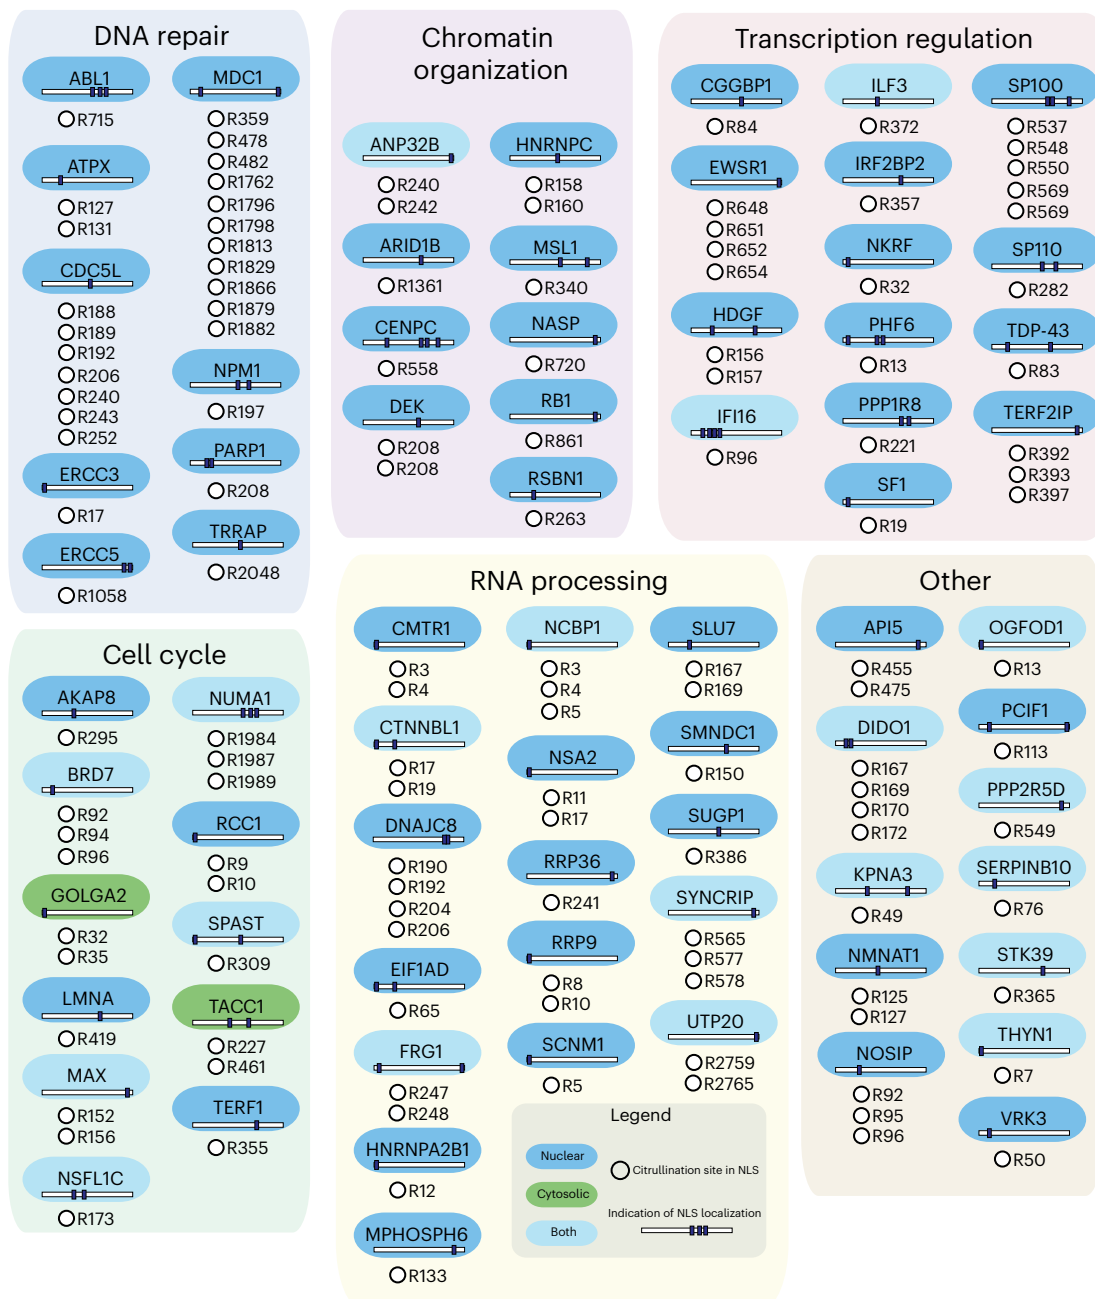 DNA repair
ABL1
R715
ATPX
R127
R131
CDC5L
R188
R189
R192
R206
R240
R243
R252
ERCC3
R17
ERCC5
R1058
MDC1
R359
R478
R482
R1762
R1796
R1798
R1813
R1829
R1866
R1879
R1882
NPM1
R197
PARP1
R208
TRRAP
R2048
Chromatin
organization
ANP32B
R240
R242
ARID1B
R1361
CENPC
R558
DEK
R208
R208
HNRNPC
R158
R160
MSL1
R340
NASP
R720
RB1
R861
RSBN1
R263
Transcription regulation
CGGBP1
R84
EWSR1
R648
R651
R652
R654
HDGF
R156
R157
IFI16
R96
ILF3
R372
IRF2BP2
R357
NKRF
R32
PHF6
R13
PPP1R8
R221
SF1
R19
SP100
R537
R548
R550
R569
R569
SP110
R282
TDP-43
R83
TERF2IP
R392
R393
R397
Cell cycle
AKAP8
R295
BRD7
R92
R94
R96
GOLGA2
R32
R35
LMNA
R419
MAX
R152
R156
NSFL1C
R173
NUMA1
R1984
R1987
R1989
RCC1
R9
R10
SPAST
R309
TACC1
R227
R461
TERF1
R355
RNA processing
CMTR1
R3
R4
CTNNBL1
R17
R19
DNAJC8
R190
R192
R204
R206
EIF1AD
R65
FRG1
R247
R248
HNRNPA2B1
R12
MPHOSPH6
R133
NCBP1
R3
R4
R5
NSA2
R11
R17
RRP36
R241
RRP9
R8
R10
SCNM1
R5
SLU7
R167
R169
SMNDC1
R150
SUGP1
R386
SYNCRIP
R565
R577
R578
UTP20
R2759
R2765
Legend
Nuclear
Cytosolic
Both
Citrullination site in NLS
Indication of NLS localization
Other
API5
R455
R475
DIDO1
R167
R169
R170
R172
KPNA3
R49
NMNAT1
R125
R127
NOSIP
R92
R95
R96
OGFOD1
R13
PCIF1
R113
PPP2R5D
R549
SERPINB10
R76
STK39
R365
THYN1
R7
VRK3
R50